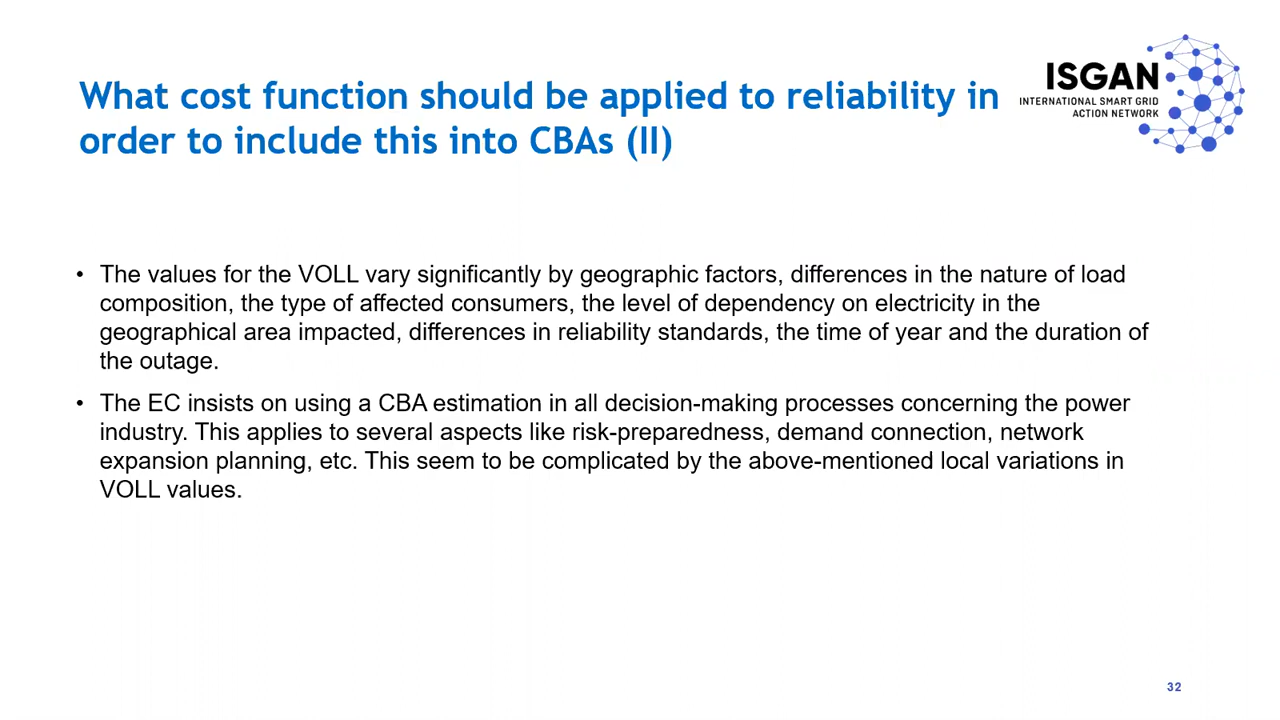 What cost function should be applied to reliability in
order to include this into CBAs (II)
ISGAN
INTERNATIONAL SMART GRID
ACTION NETWORK
• The values for the VOLL vary significantly by geographic factors, differences in the nature of load
composition, the type of affected consumers, the level of dependency on electricity in the
geographical area impacted, differences in reliability standards, the time of year and the duration of
the outage.
• The EC insists on using a CBA estimation in all decision-making processes concerning the power
industry. This applies to several aspects like risk-preparedness, demand connection, network
expansion planning, etc. This seem to be complicated by the above-mentioned local variations in
VOLL values.
32